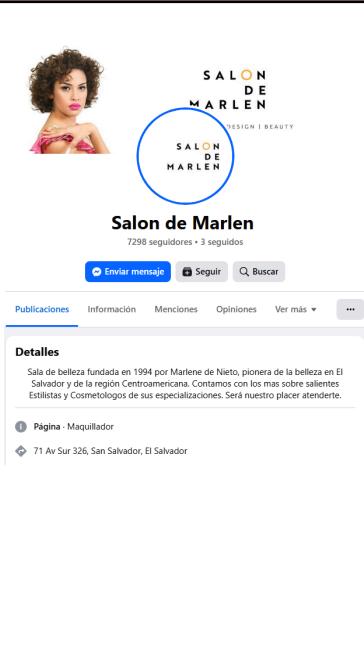 SALON
DE
MARLEN
DESIGN | BEAUTY
SALON
DE
MARLEN
Salon de Marlen
7298 seguidores • 3 seguidos
Enviar mensaje
Seguir
Buscar
Publicaciones
Información
Menciones
Opiniones
Ver más
Detalles
Sala de belleza fundada en 1994 por Marlene de Nieto, pionera de la belleza en El
Salvador y de la región Centroamericana. Contamos con los mas sobre salientes
Estilistas y Cosmetologos de sus especializaciones. Será nuestro placer atenderte.
Página · Maquillador
71 Av Sur 326, San Salvador, El Salvador